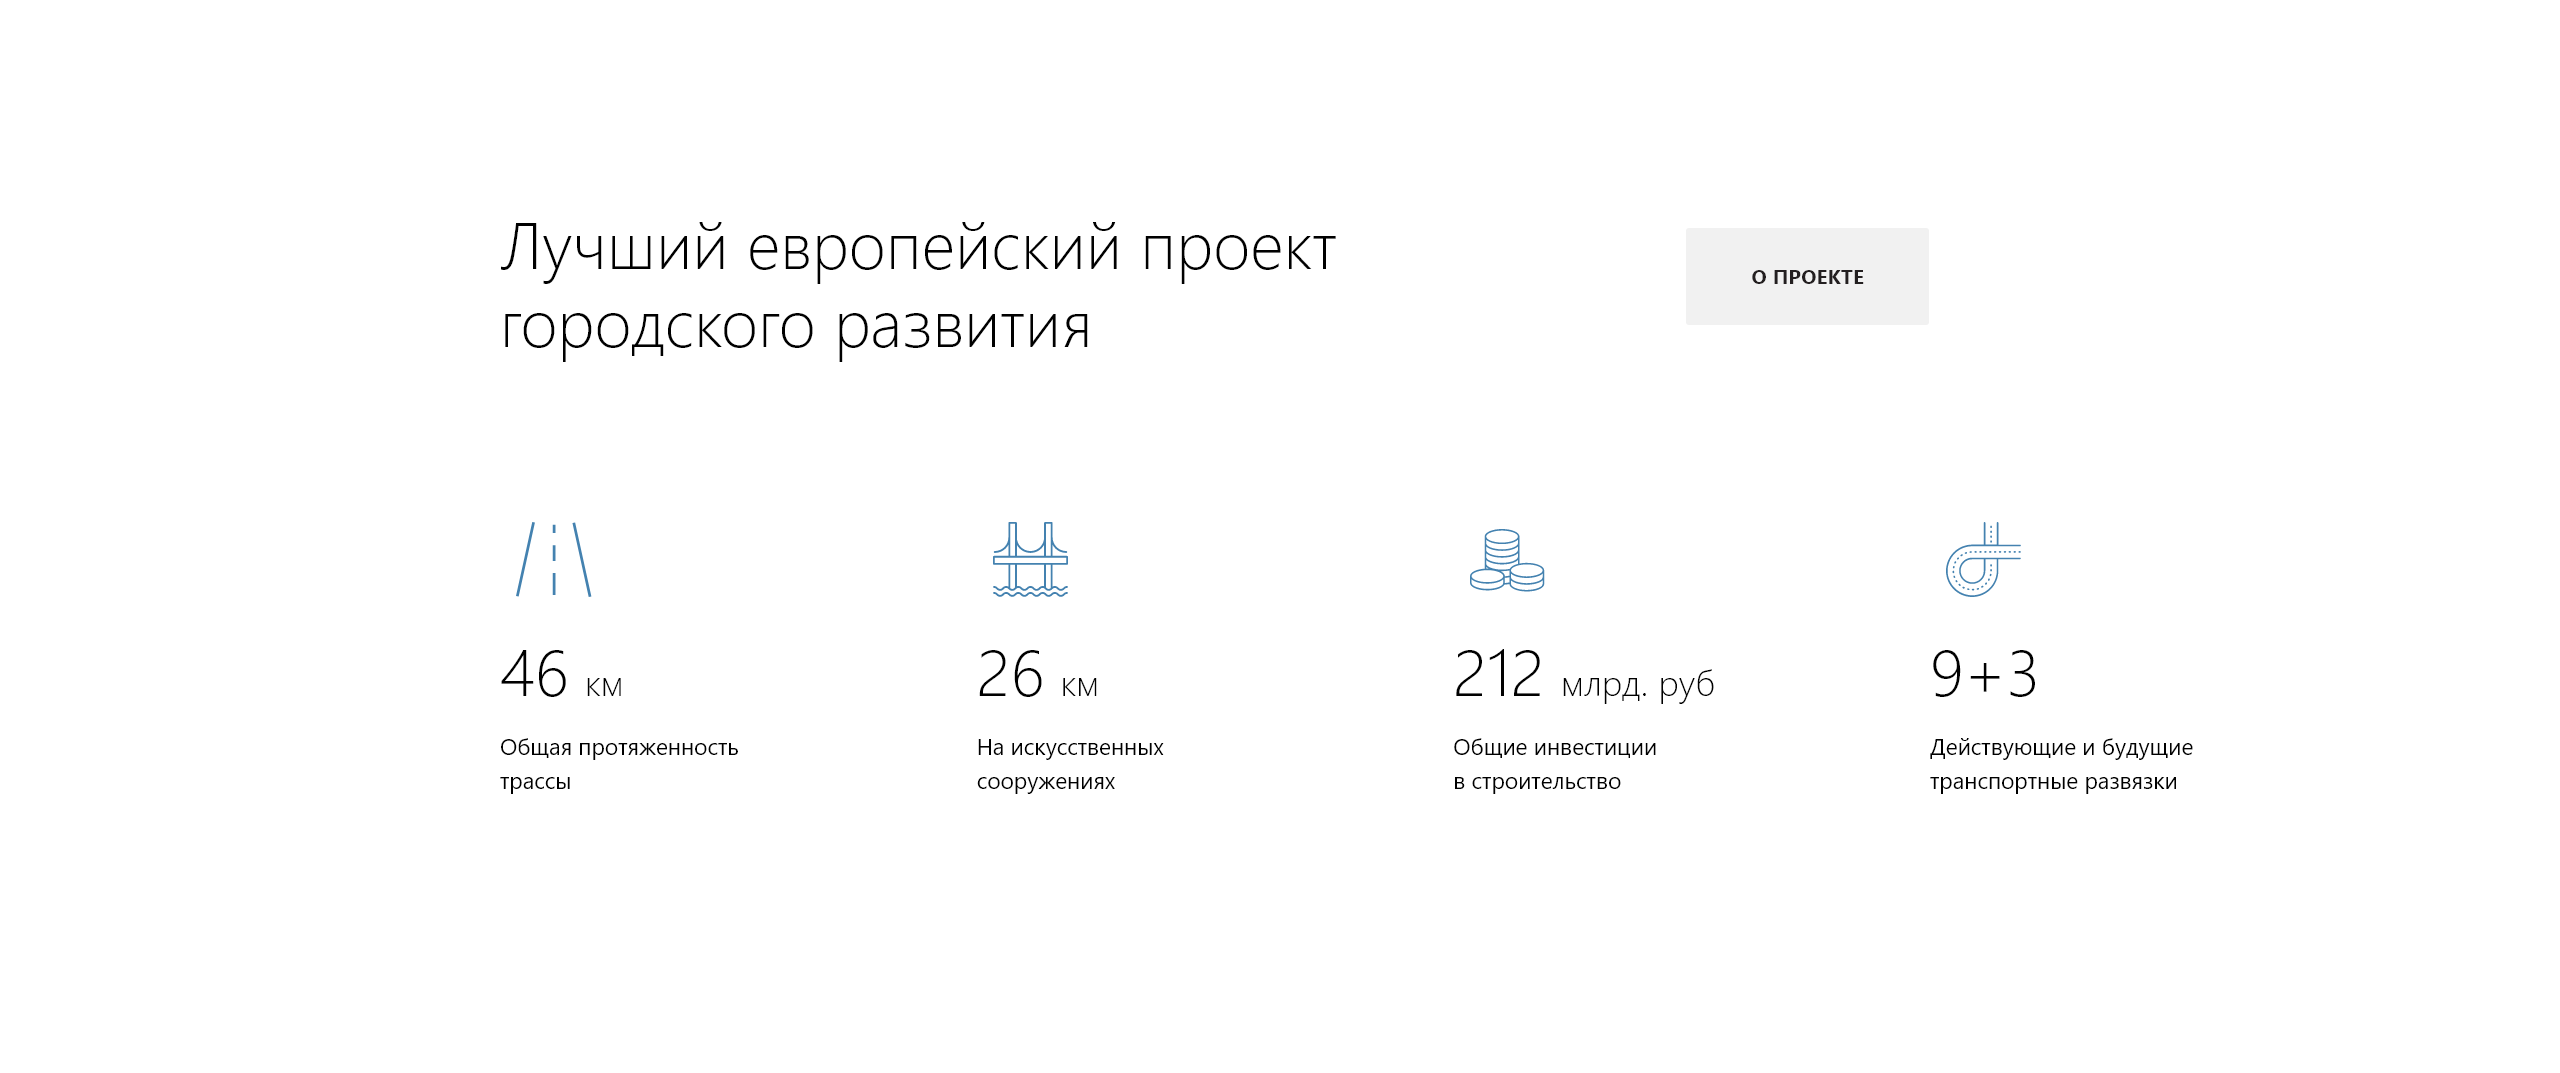 Лучший европейский проект
городского развития
О ПРОЕКТЕ
46 км
Общая протяженность
трассы
26 км
На искусственных
сооружениях
212 млрд. руб
Общие инвестиции
в строительство
9+3
Действующие и будущие
транспортные развязки